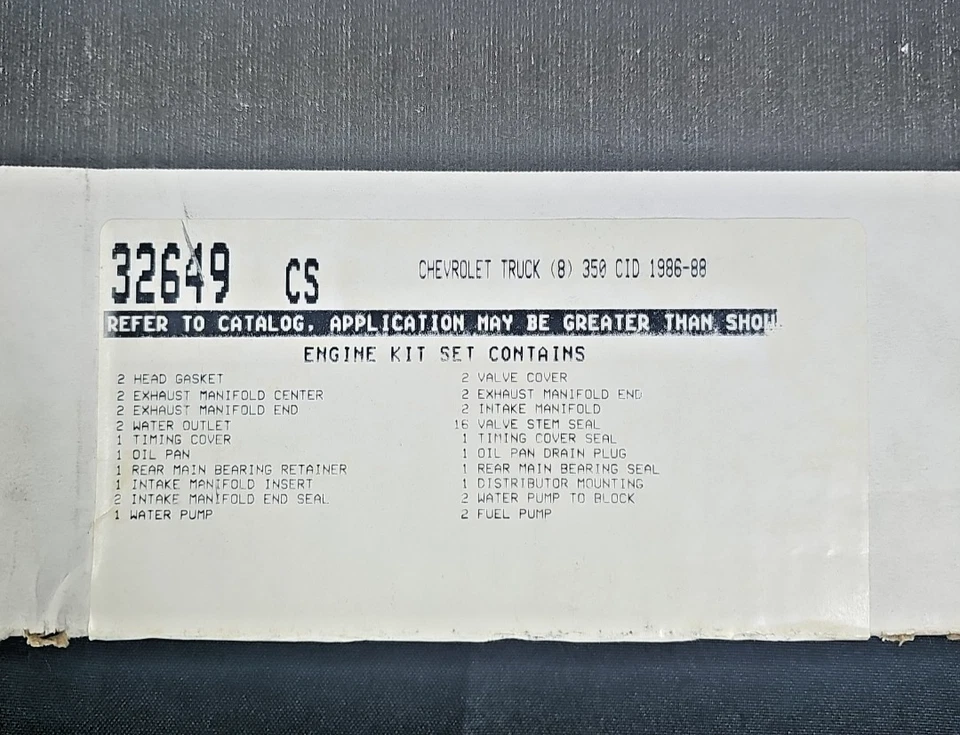 32649 CS
CHEVROLET TRUCK (8) 350 CID 1986-88
REFER TO CATALOG, APPLICATION MAY BE GREATER THAN SHOW
ENGINE KIT SET CONTAINS
2 HEAD GASKET
2 EXHAUST MANIFOLD CENTER
2 EXHAUST MANIFOLD END
2 WATER OUTLET
1 TIMING COVER
1 OIL PAN
1 REAR MAIN BEARING RETAINER
1 INTAKE MANIFOLD INSERT
2 INTAKE MANIFOLD END SEAL
1 WATER PUMP
2 VALVE COVER
2 EXHAUST MANIFOLD END
2 INTAKE MANIFOLD
16 VALVE STEM SEAL
1 TIMING COVER SEAL
1 OIL PAN DRAIN PLUG
1 REAR MAIN BEARING SEAL
1 DISTRIBUTOR MOUNTING
2 WATER PUMP TO BLOCK
2 FUEL PUMP